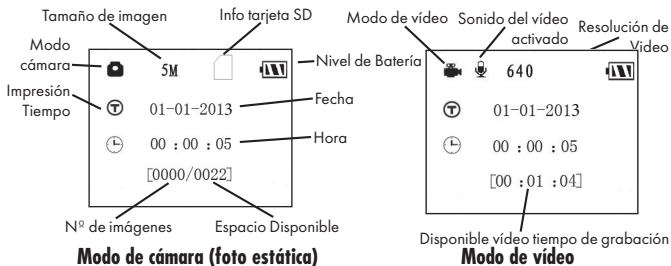 Tamaño de imagen
Info tarjeta SD
Modo cámara
5M
Nivel de Batería
Impresión Tiempo
T
01-01-2013
Fecha
00 : 00 : 05
Hora
[0000/0022]
Nº de imágenes
Espacio Disponible
Modo de cámara (foto estática)
Modo de vídeo
Sonido del vídeo activado
Resolución de Video
640
T
01-01-2013
00 : 00 : 05
[00 :01 :04]
Disponible vídeo tiempo de grabación
Modo de vídeo